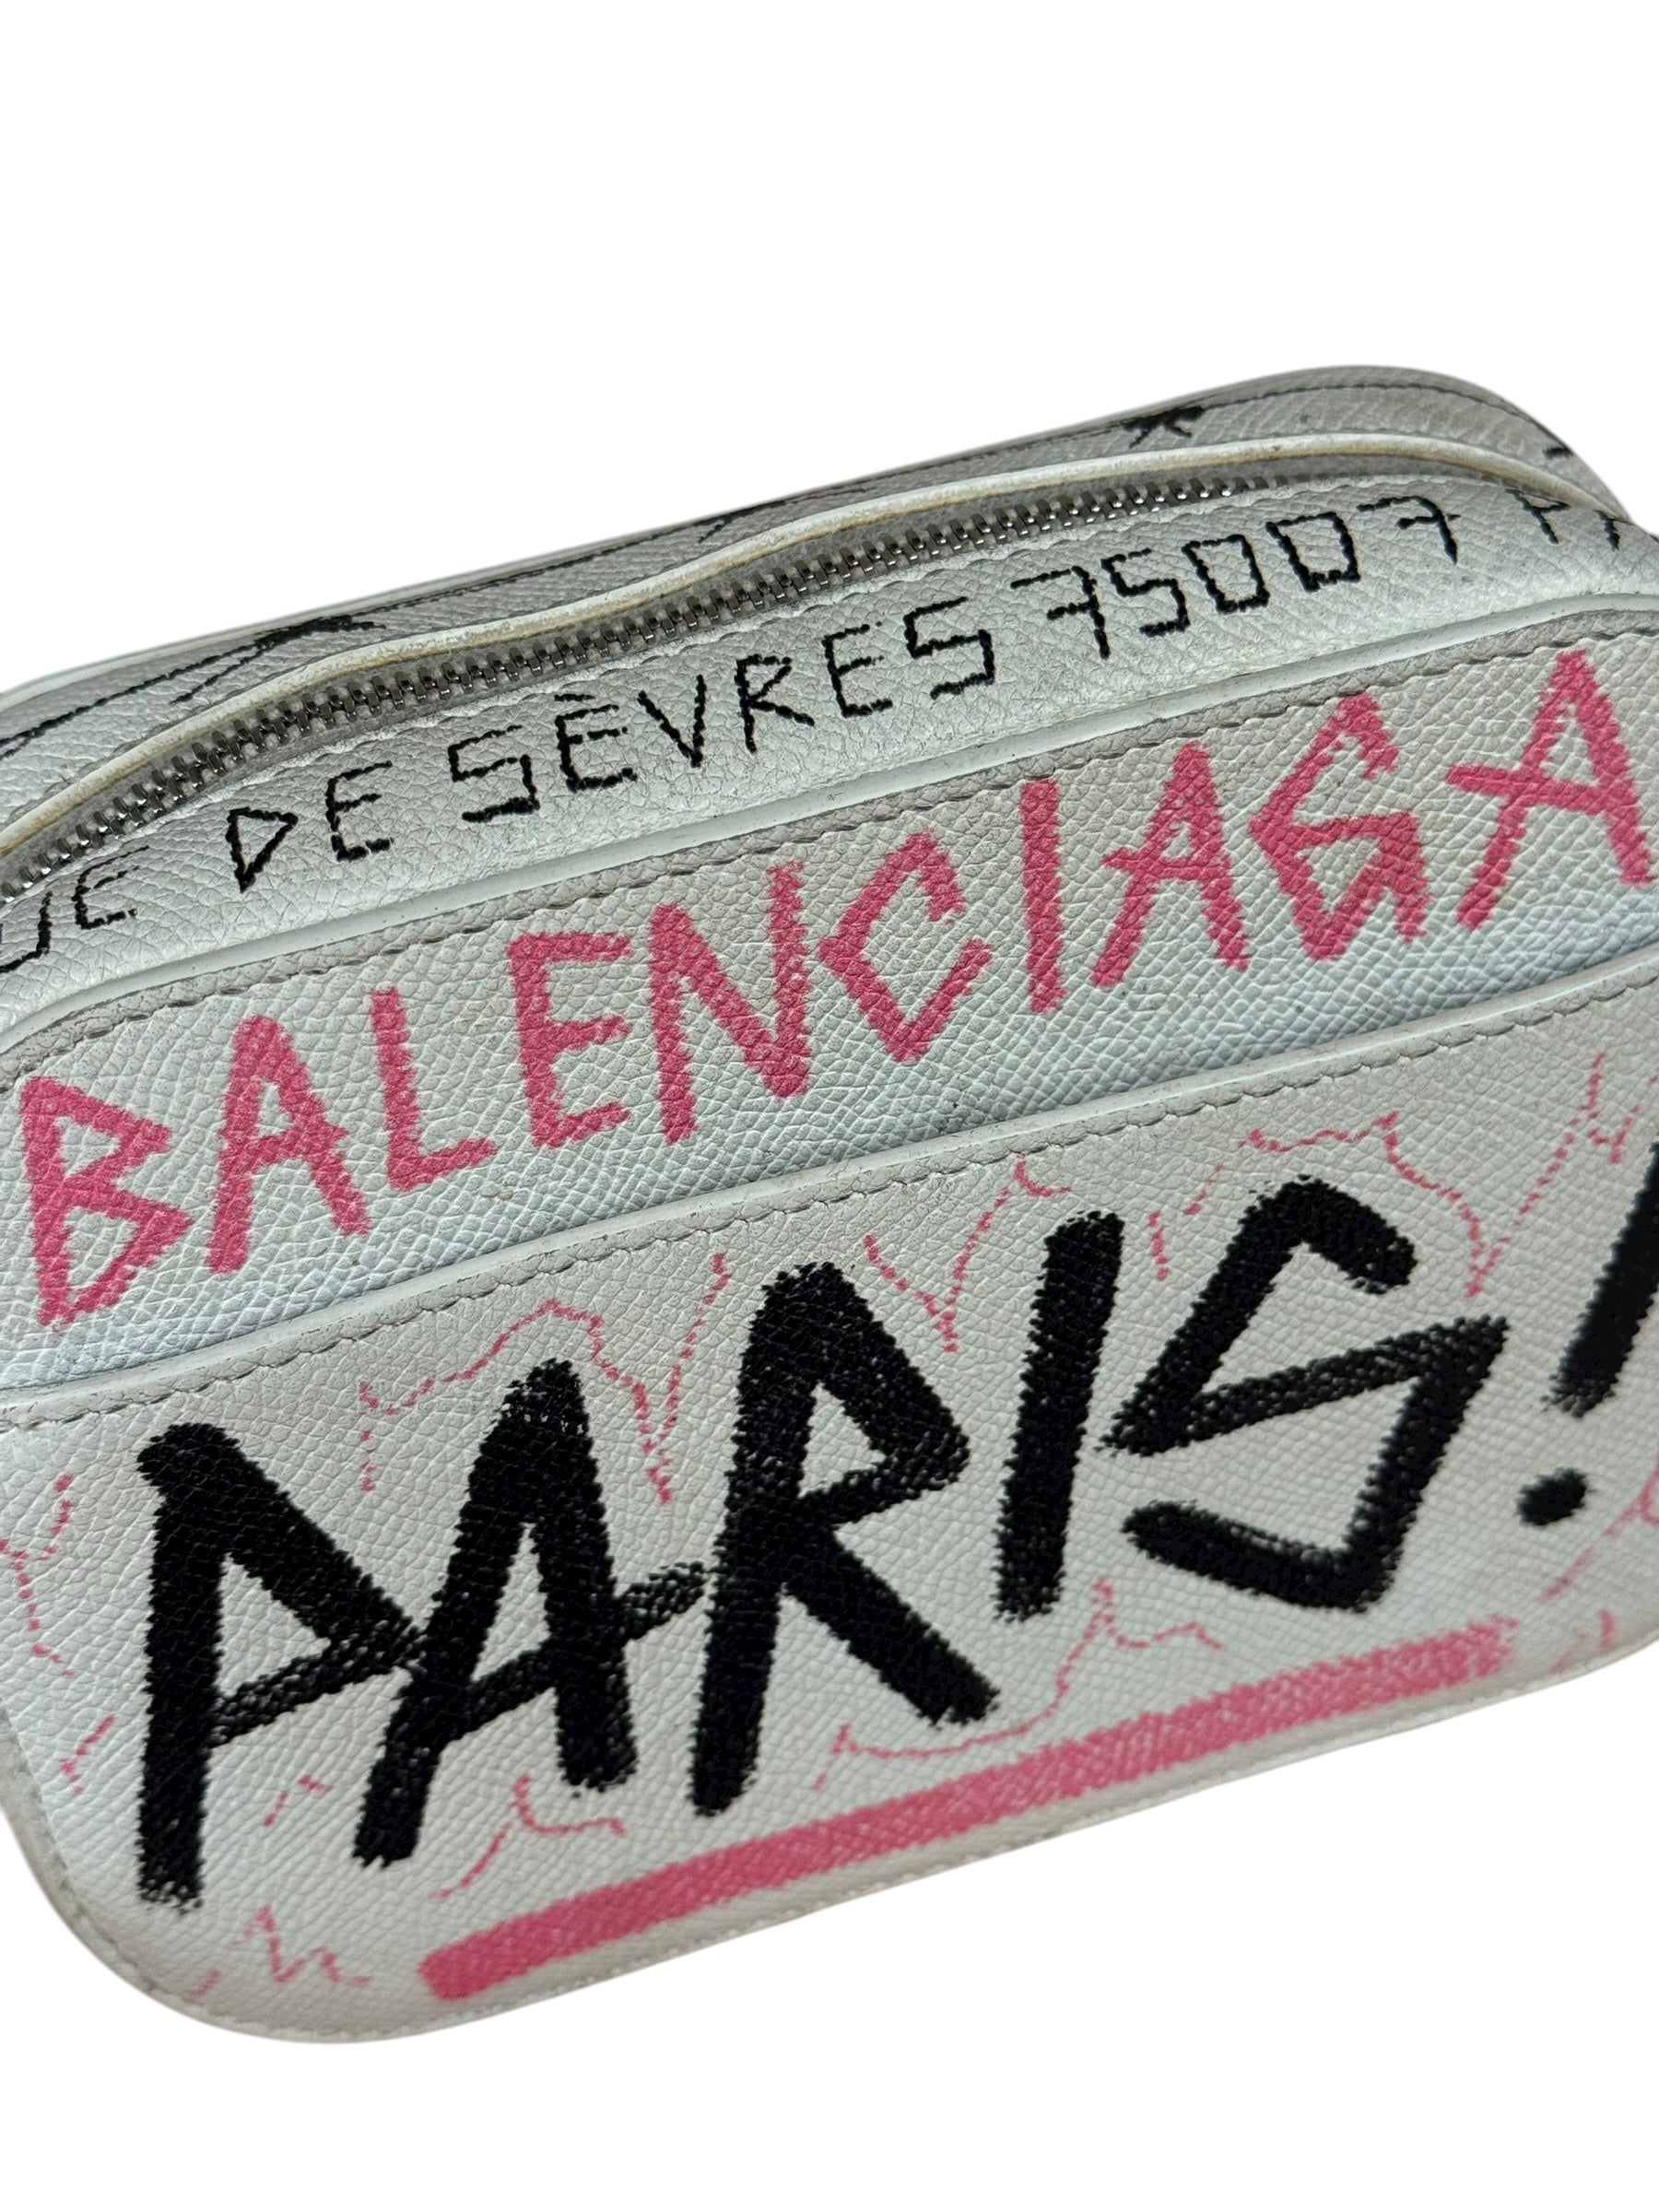 DE SÈVRES 75007
BALENCIAGA
PARIS!